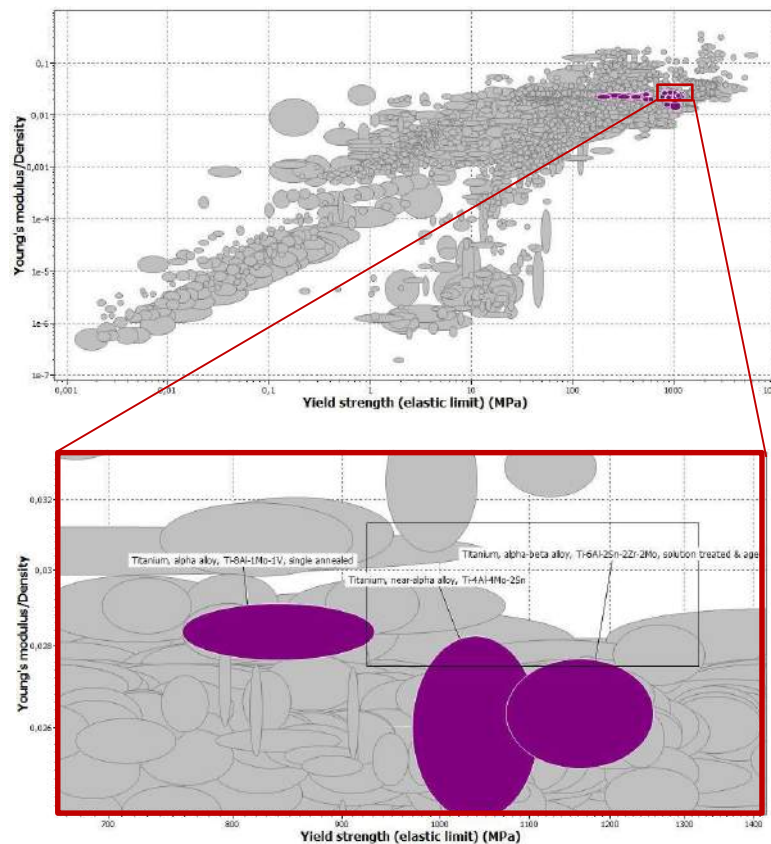 0,1
0,01
0,001
1e-4
1e-5
1e-6
1e-7
Young's modulus/Density
0,001
0,01
0,1
1
10
100
1000
Yield strength (elastic limit) (MPa)
0,032
0,03
0,028
0,026
Young's modulus/Density
Titanium, alpha alloy, Ti-8Al-1Mo-1V, single annealed
Titanium, alpha-beta alloy, Ti-6Al-2Sn-2Zr-2Mo, solution treated & age
Titanium, near-alpha alloy, Ti-4Al-4Mo-2Sn
700
800
900
1000
1100
1200
1300
1400
Yield strength (elastic limit) (MPa)